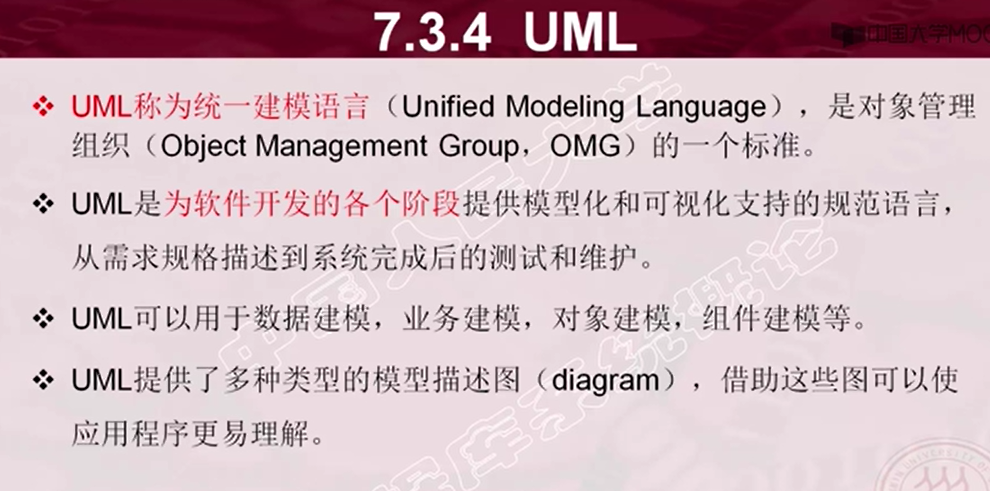 7.3.4 UML
中国大学MOO
❖ UML称为统一建模语言（Unified Modeling Language），是对象管理
组织（Object Management Group，OMG）的一个标准。
❖ UML是为软件开发的各个阶段提供模型化和可视化支持的规范语言，
从需求规格描述到系统完成后的测试和维护。
❖ UML可以用于数据建模，业务建模，对象建模，组件建模等。
❖ UML提供了多种类型的模型描述图（diagram），借助这些图可以使
应用程序更易理解。
中国人民大学
库系统概论